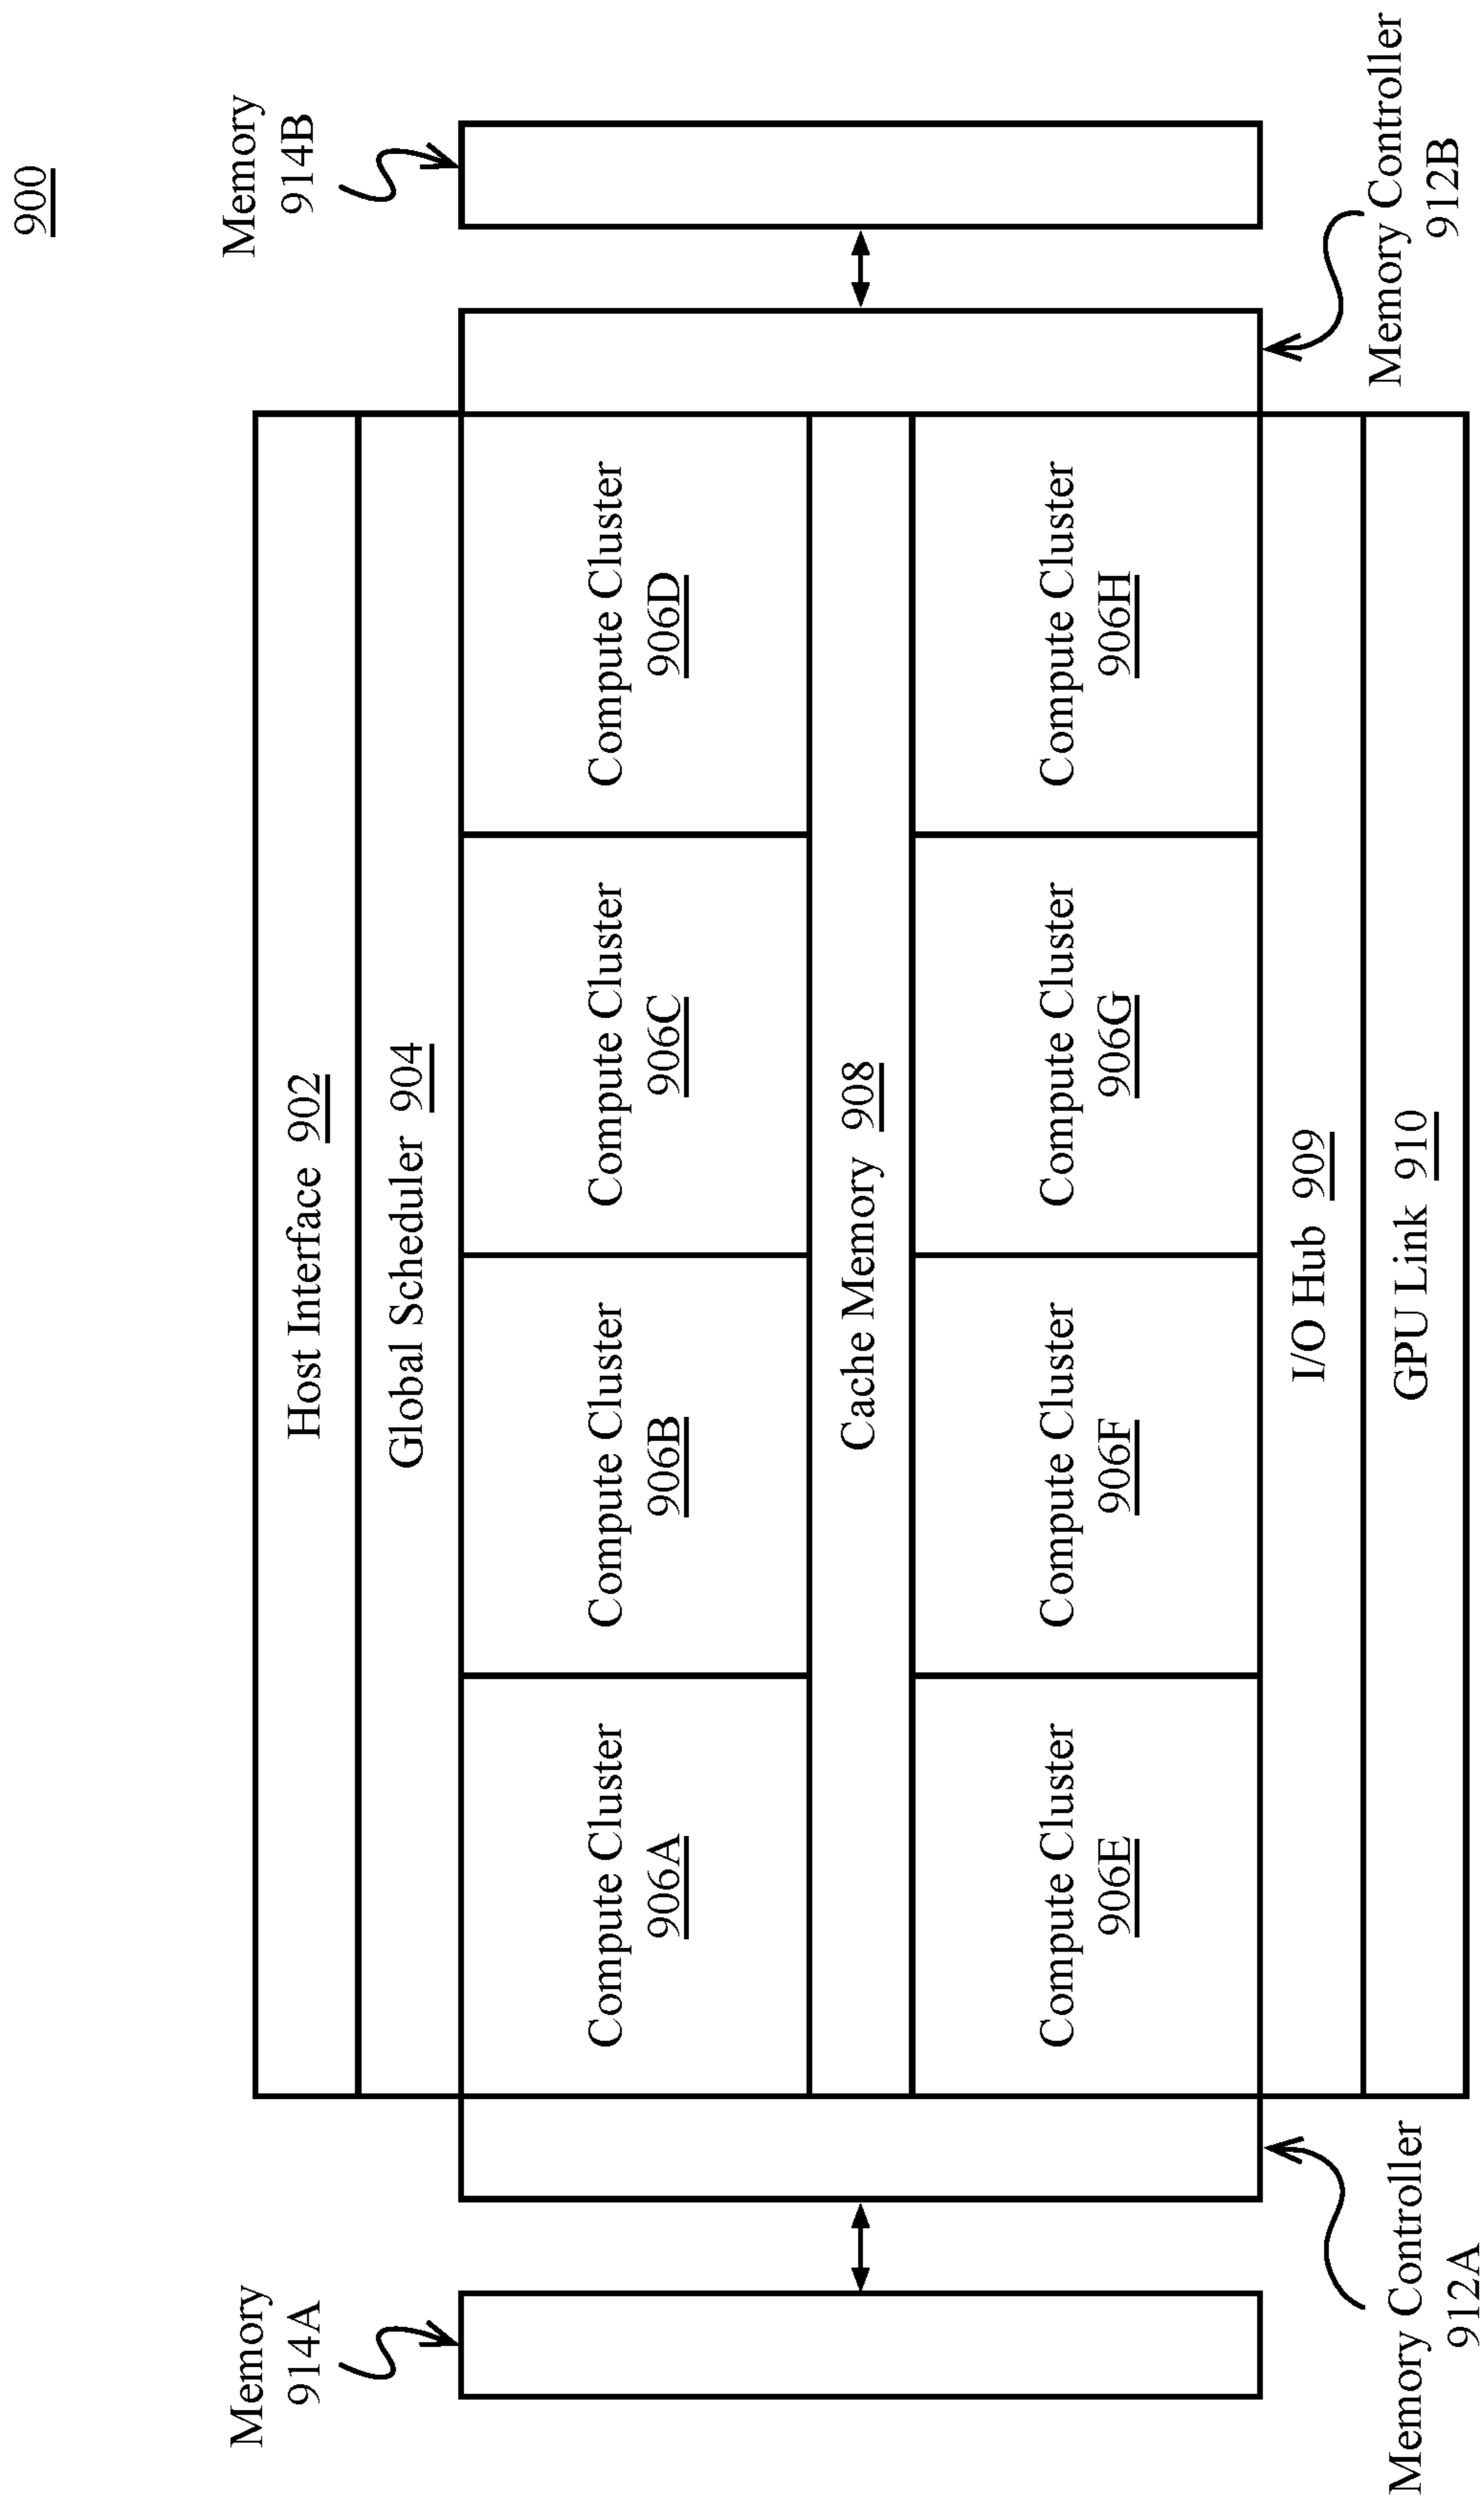 900
Memory
914A
Memory
914B
Host Interface 902
Global Scheduler 904
Compute Cluster
906A
Compute Cluster
906B
Compute Cluster
906C
Compute Cluster
906D
Cache Memory 908
Compute Cluster
906E
Compute Cluster
906F
Compute Cluster
906G
Compute Cluster
906H
I/O Hub 909
GPU Link 910
Memory Controller
912A
Memory Controller
912B